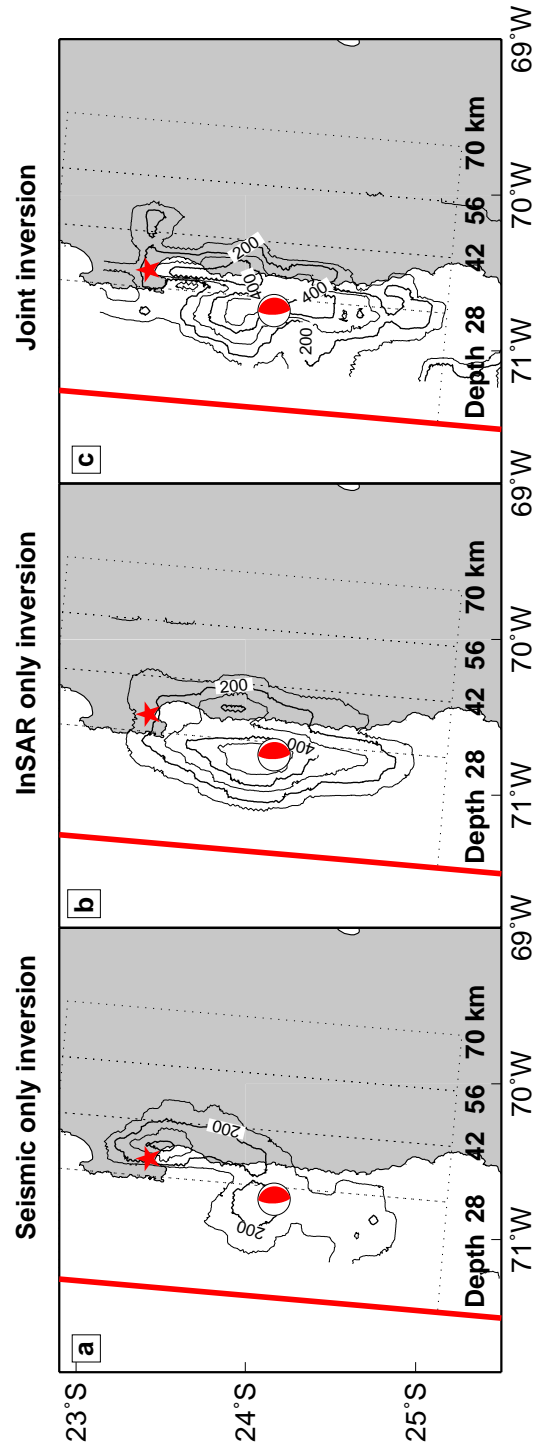 Seismic only inversion
InSAR only inversion
Joint inversion
a
b
c
23˚S
24˚S
25˚S
200
200
Depth 28 42 56 70 km
71˚W 70˚W 69˚W
200
400
Depth 28 42 56 70 km
71˚W 70˚W 69˚W
200
400
400
200
Depth 28 42 56 70 km
71˚W 70˚W 69˚W